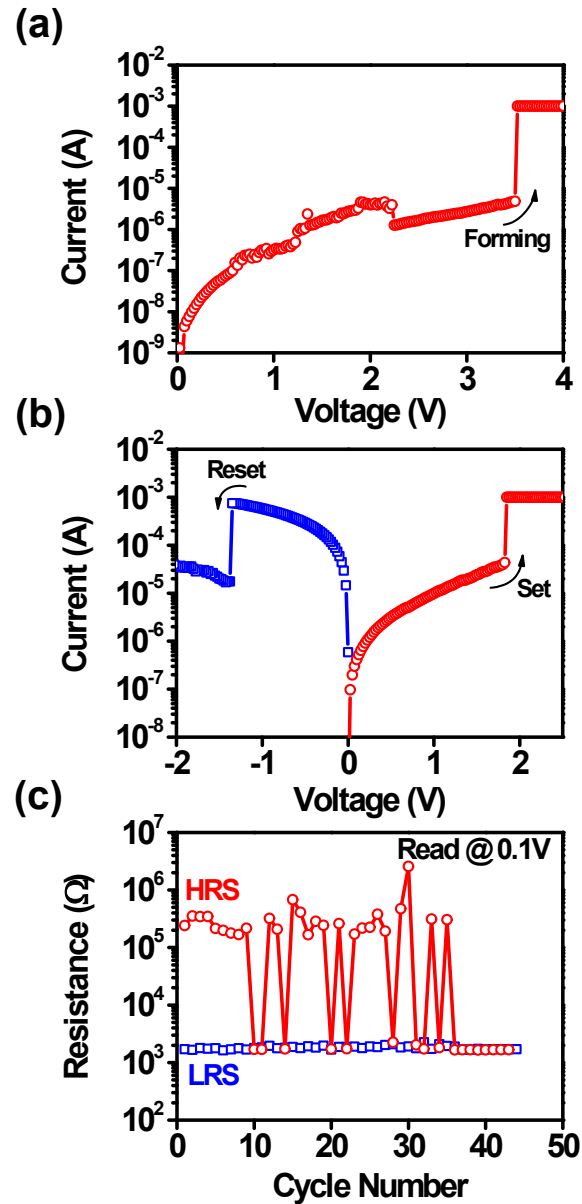 (a)
10⁻²
10⁻³
10⁻⁴
10⁻⁵
10⁻⁶
10⁻⁷
10⁻⁸
10⁻⁹
Current (A)
Forming
0 1 2 3 4
Voltage (V)
(b)
10⁻²
10⁻³
10⁻⁴
10⁻⁵
10⁻⁶
10⁻⁷
10⁻⁸
Current (A)
Reset
Set
-2 -1 0 1 2
Voltage (V)
(c)
10⁷
10⁶
10⁵
10⁴
10³
10²
Resistance (Ω)
Read @ 0.1V
HRS
LRS
0 10 20 30 40 50
Cycle Number